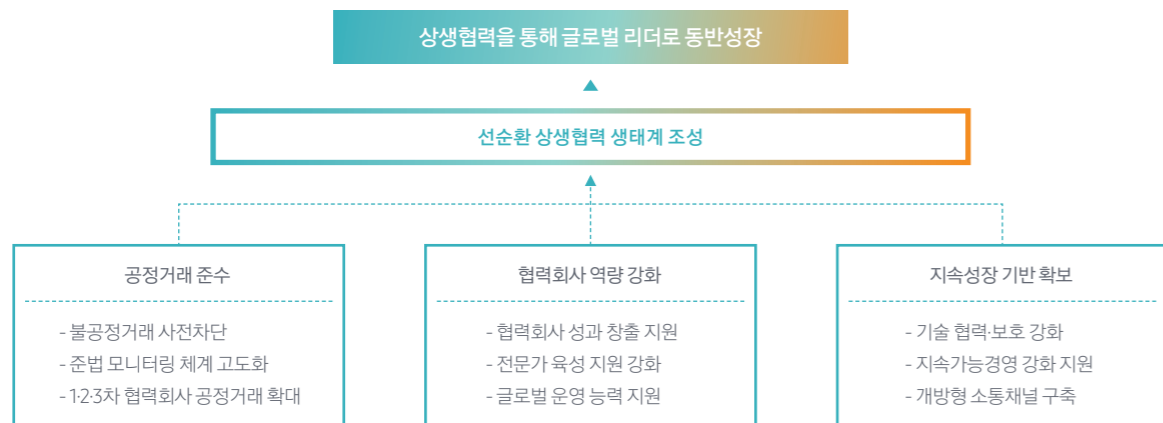 상생협력을 통해 글로벌 리더로 동반성장
선순환 상생협력 생태계 조성
공정거래 준수
- 불공정거래 사전차단
- 준법 모니터링 체계 고도화
- 1·2·3차 협력회사 공정거래 확대
협력회사 역량 강화
- 협력회사 성과 창출 지원
- 전문가 육성 지원 강화
- 글로벌 운영 능력 지원
지속성장 기반 확보
- 기술 협력·보호 강화
- 지속가능경영 강화 지원
- 개방형 소통채널 구축